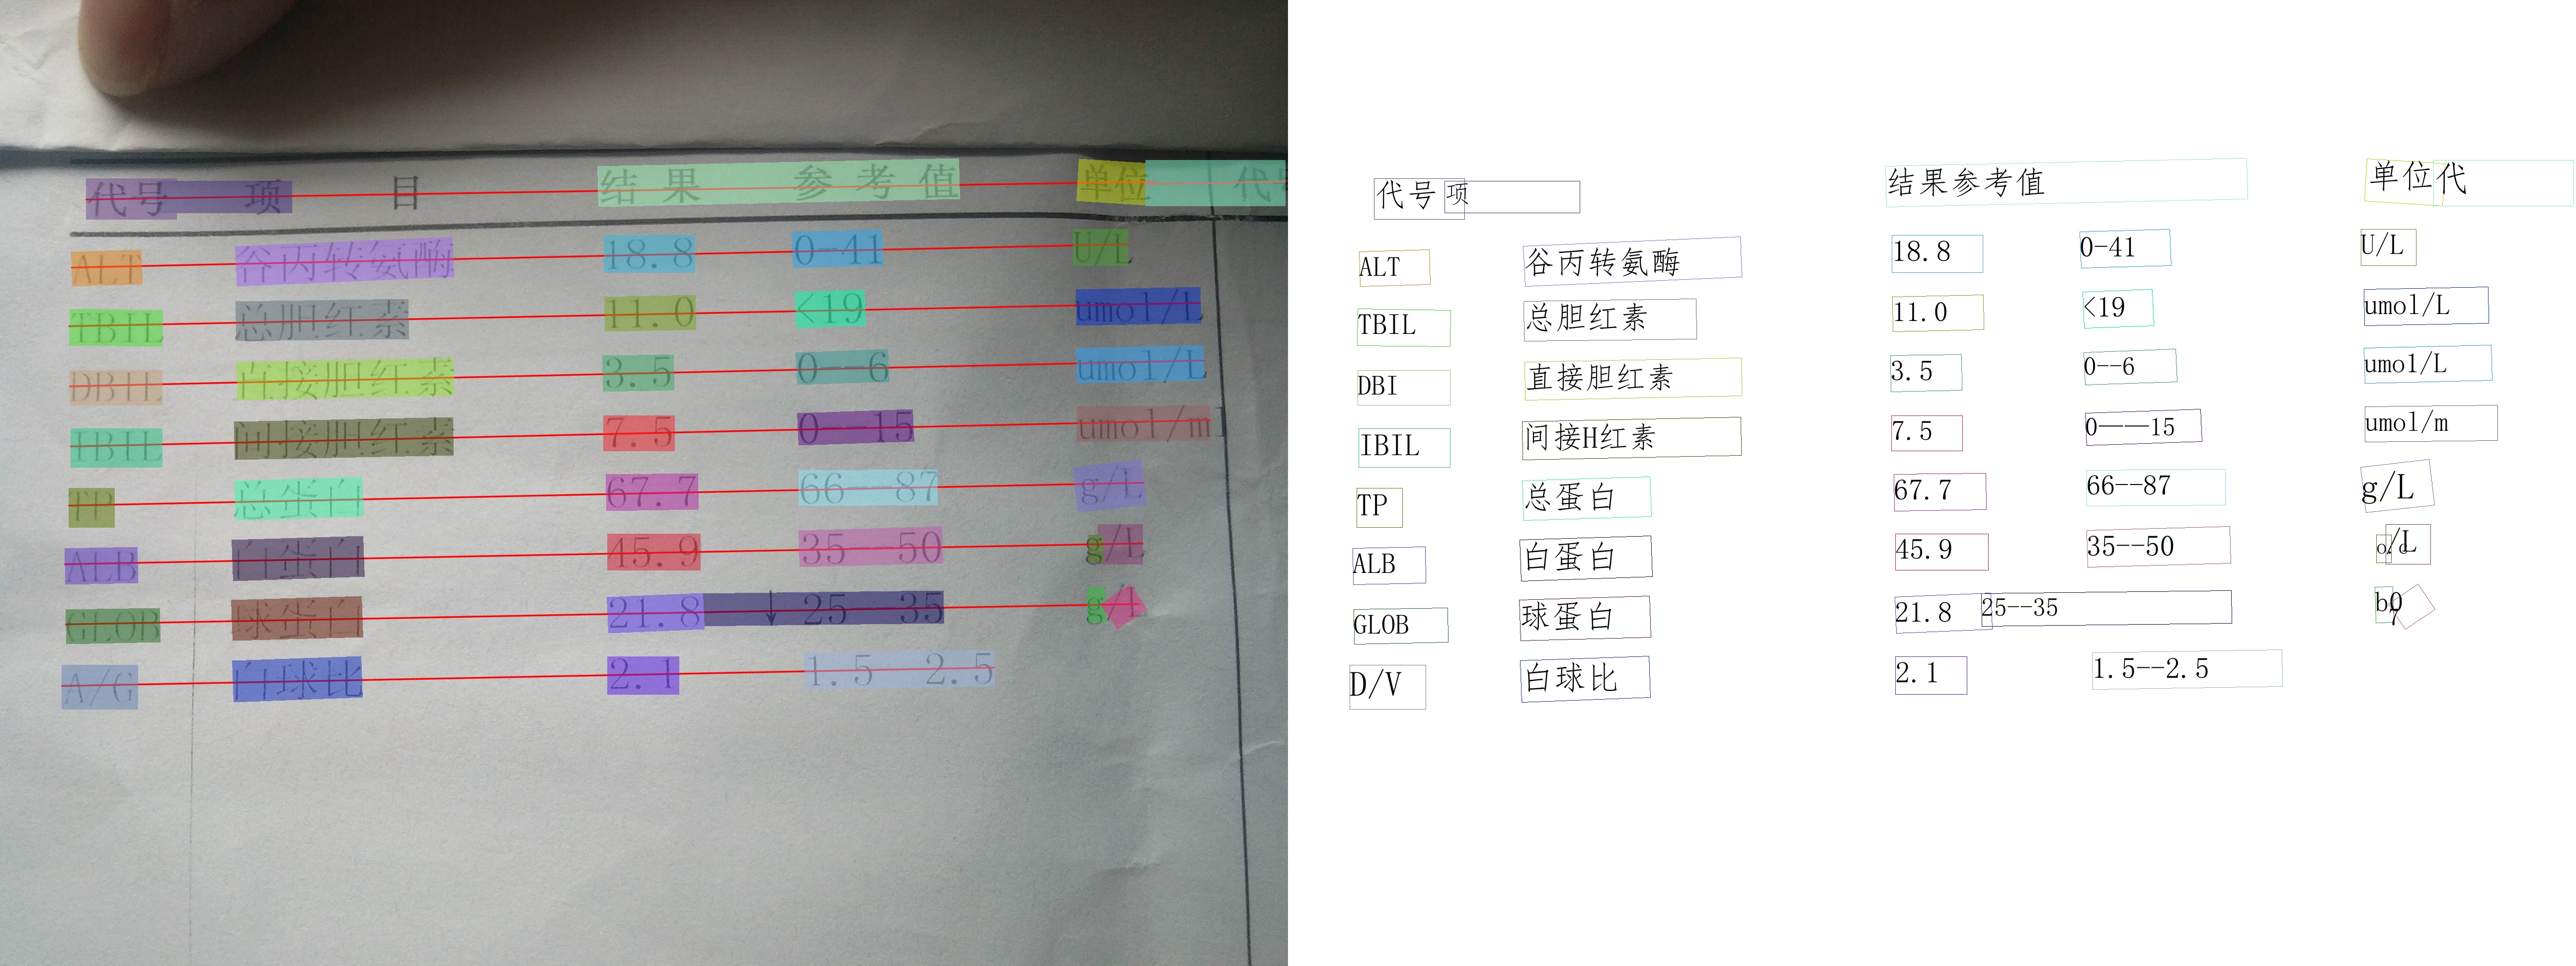 代号 项 目 结 果 参 考 值 单位 代
ALT 谷丙转氨酶 18.8 0-41 U/L
TBIL 总胆红素 11.0 <19 umol/L
DBIL 直接胆红素 3.5 0--6 umol/L
IBIL 间接胆红素 7.5 0--15 umol/ml
TP 总蛋白 67.7 66--87 g/L
ALB 白蛋白 45.9 35--50 g/L
GLOB 球蛋白 21.8 ↓ 25--35 g/L
A/G 白球比 2.1 1.5--2.5
代号 项 结果参考值 单位 代
ALT 谷丙转氨酶 18.8 0-41 U/L
TBIL 总胆红素 11.0 <19 umol/L
DBI 直接胆红素 3.5 0--6 umol/L
IBIL 间接H红素 7.5 0——15 umol/m
TP 总蛋白 67.7 66--87 g/L
ALB 白蛋白 45.9 35--50 /L
GLOB 球蛋白 21.8 25--35
D/V 白球比 2.1 1.5--2.5